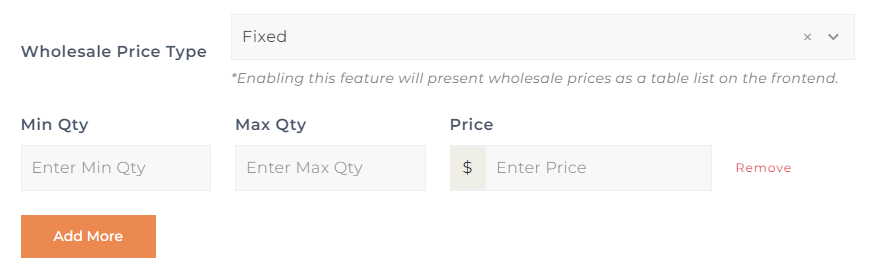 Wholesale Price Type
Fixed
*Enabling this feature will present wholesale prices as a table list on the frontend.
Min Qty Max Qty Price
Enter Min Qty Enter Max Qty $ Enter Price Remove
Add More